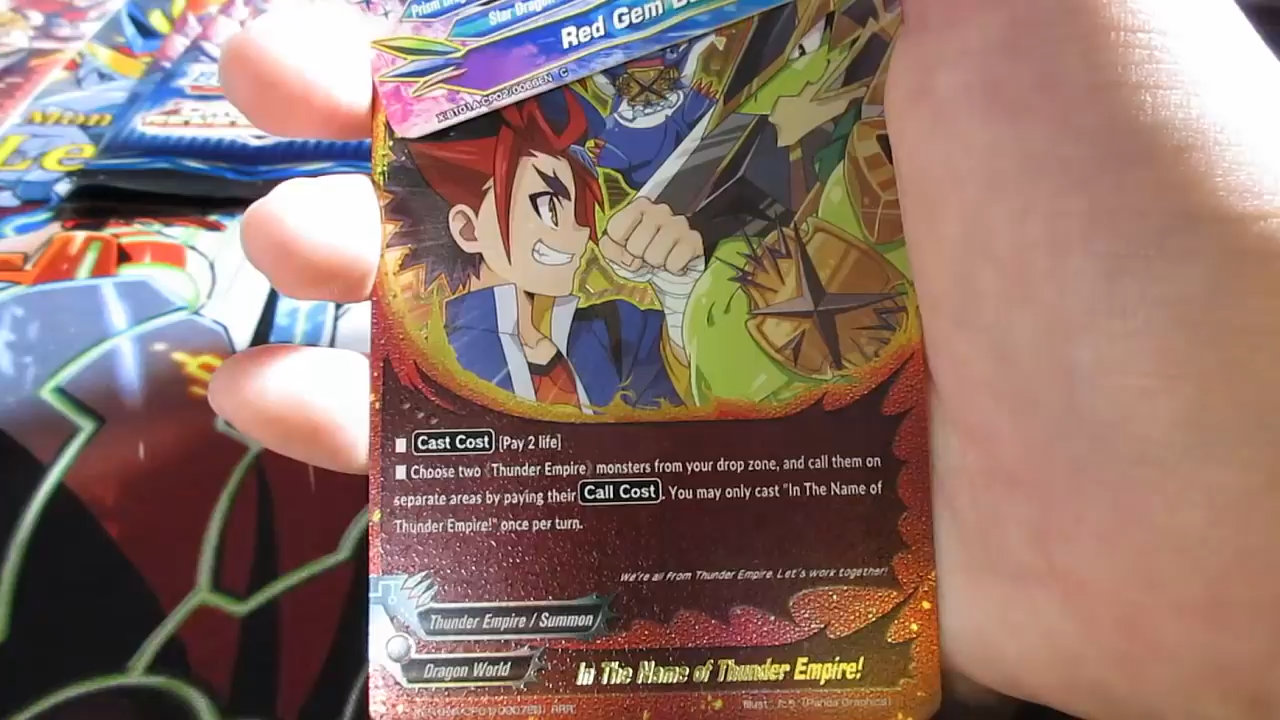 Star Dragon
Red Gem
Mon
Le
Cast Cost [Pay 2 life]
Choose two 《Thunder Empire》 monsters from your drop zone, and call them on
separate areas by paying their Call Cost. You may only cast "In The Name of
Thunder Empire!" once per turn.
We're all from Thunder Empire. Let's work together!
Thunder Empire / Summon
Dragon World
In The Name of Thunder Empire!
RRR